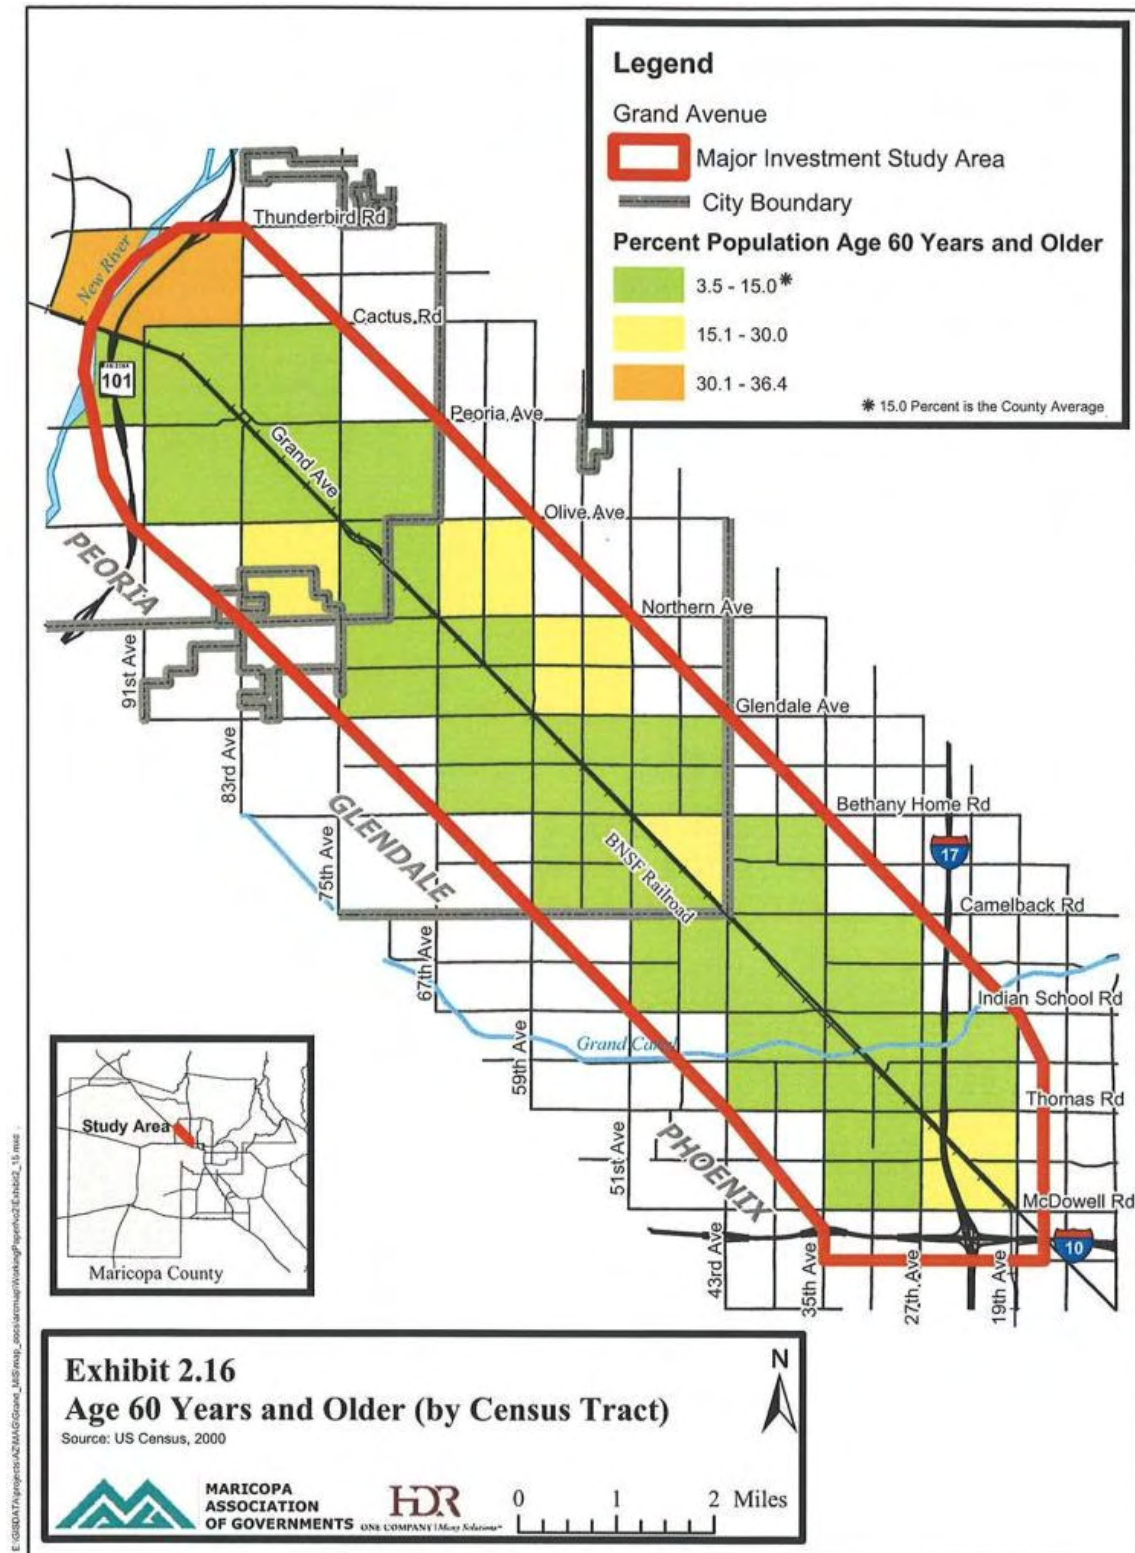 Legend
Grand Avenue
Major Investment Study Area
City Boundary
Percent Population Age 60 Years and Older
3.5 - 15.0*
15.1 - 30.0
30.1 - 36.4
* 15.0 Percent is the County Average
Thunderbird Rd
New River
Cactus Rd
ARIZONA
101
Peoria Ave
Grand Ave
Olive Ave
PEORIA
Northern Ave
91st Ave
Glendale Ave
83rd Ave
Bethany Home Rd
GLENDALE
75th Ave
BNSF Railroad
17
Camelback Rd
67th Ave
Indian School Rd
Grand Canal
59th Ave
Thomas Rd
PHOENIX
51st Ave
McDowell Rd
10
43rd Ave
35th Ave
27th Ave
19th Ave
Study Area
Maricopa County
Exhibit 2.16
Age 60 Years and Older (by Census Tract)
Source: US Census, 2000
N
MARICOPA
ASSOCIATION
OF GOVERNMENTS
HDR
ONE COMPANY | Many Solutions
0 1 2 Miles